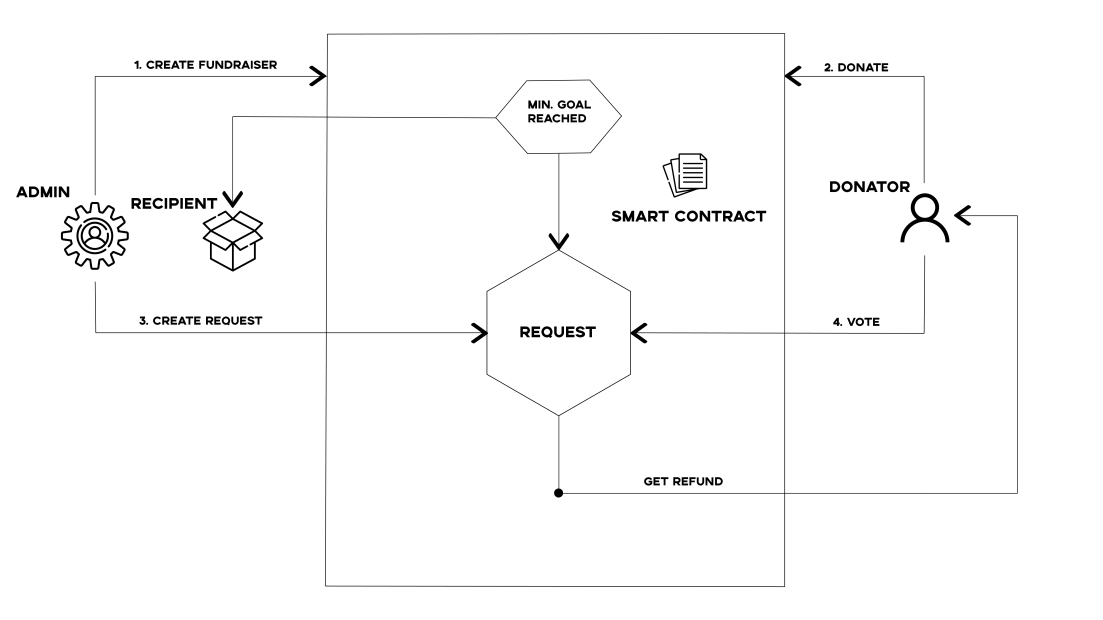 1. CREATE FUNDRAISER
2. DONATE
MIN. GOAL
REACHED
ADMIN
RECIPIENT
SMART CONTRACT
DONATOR
3. CREATE REQUEST
REQUEST
4. VOTE
GET REFUND